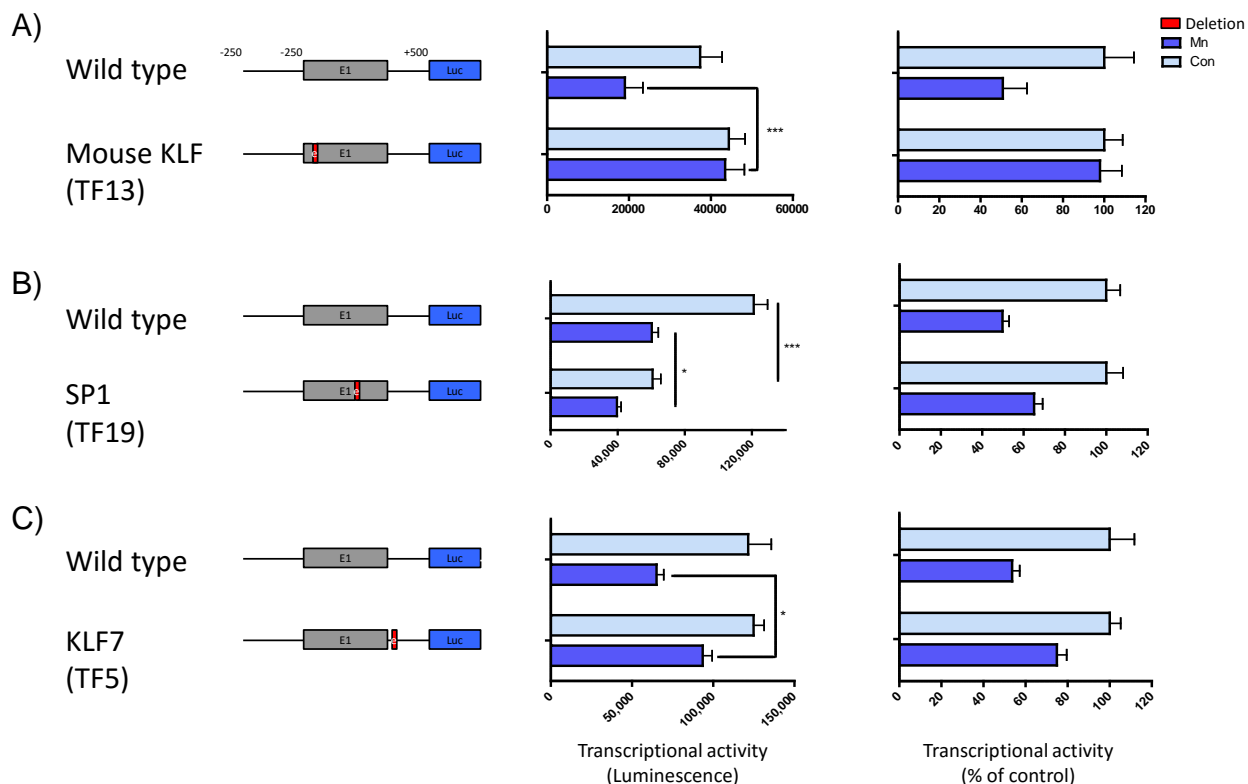 A)
-250 -250 +500
Wild type
E1 Luc
Mouse KLF
(TF13)
e E1 Luc
***
0 20000 40000 60000
0 20 40 60 80 100 120
Deletion
Mn
Con
B)
Wild type
E1 Luc
SP1
(TF19)
E1 e Luc
*
***
0 40,000 80,000 120,000
0 20 40 60 80 100 120
C)
Wild type
E1 Luc
KLF7
(TF5)
E1 e Luc
*
0 50,000 100,000 150,000
0 20 40 60 80 100 120
Transcriptional activity
(Luminescence)
Transcriptional activity
(% of control)